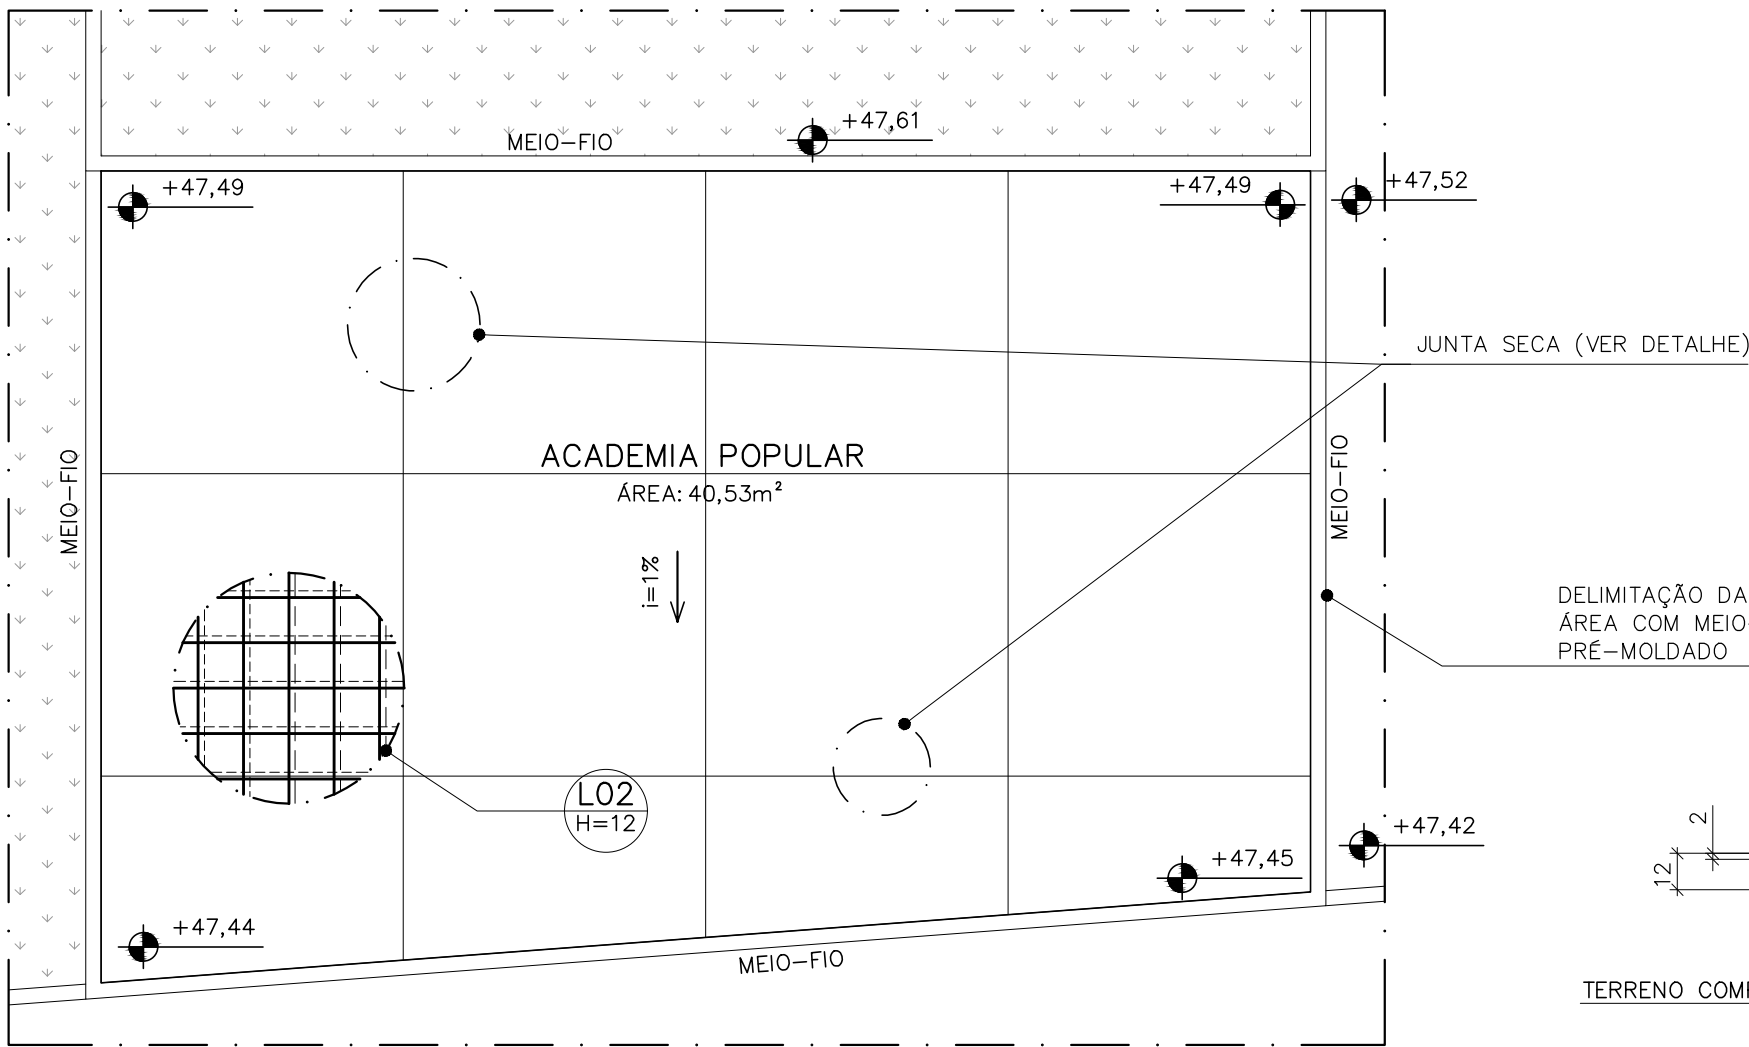 +47,61
MEIO-FIO
+47,49
+47,49
+47,52
JUNTA SECA (VER DETALHE)
ACADEMIA POPULAR
ÁREA: 40,53m²
MEIO-FIO
MEIO-FIO
i=1%
DELIMITAÇÃO DA
ÁREA COM MEIO-
PRÉ-MOLDADO
L02
H=12
+47,42
2
12
+47,45
+47,44
MEIO-FIO
TERRENO COM